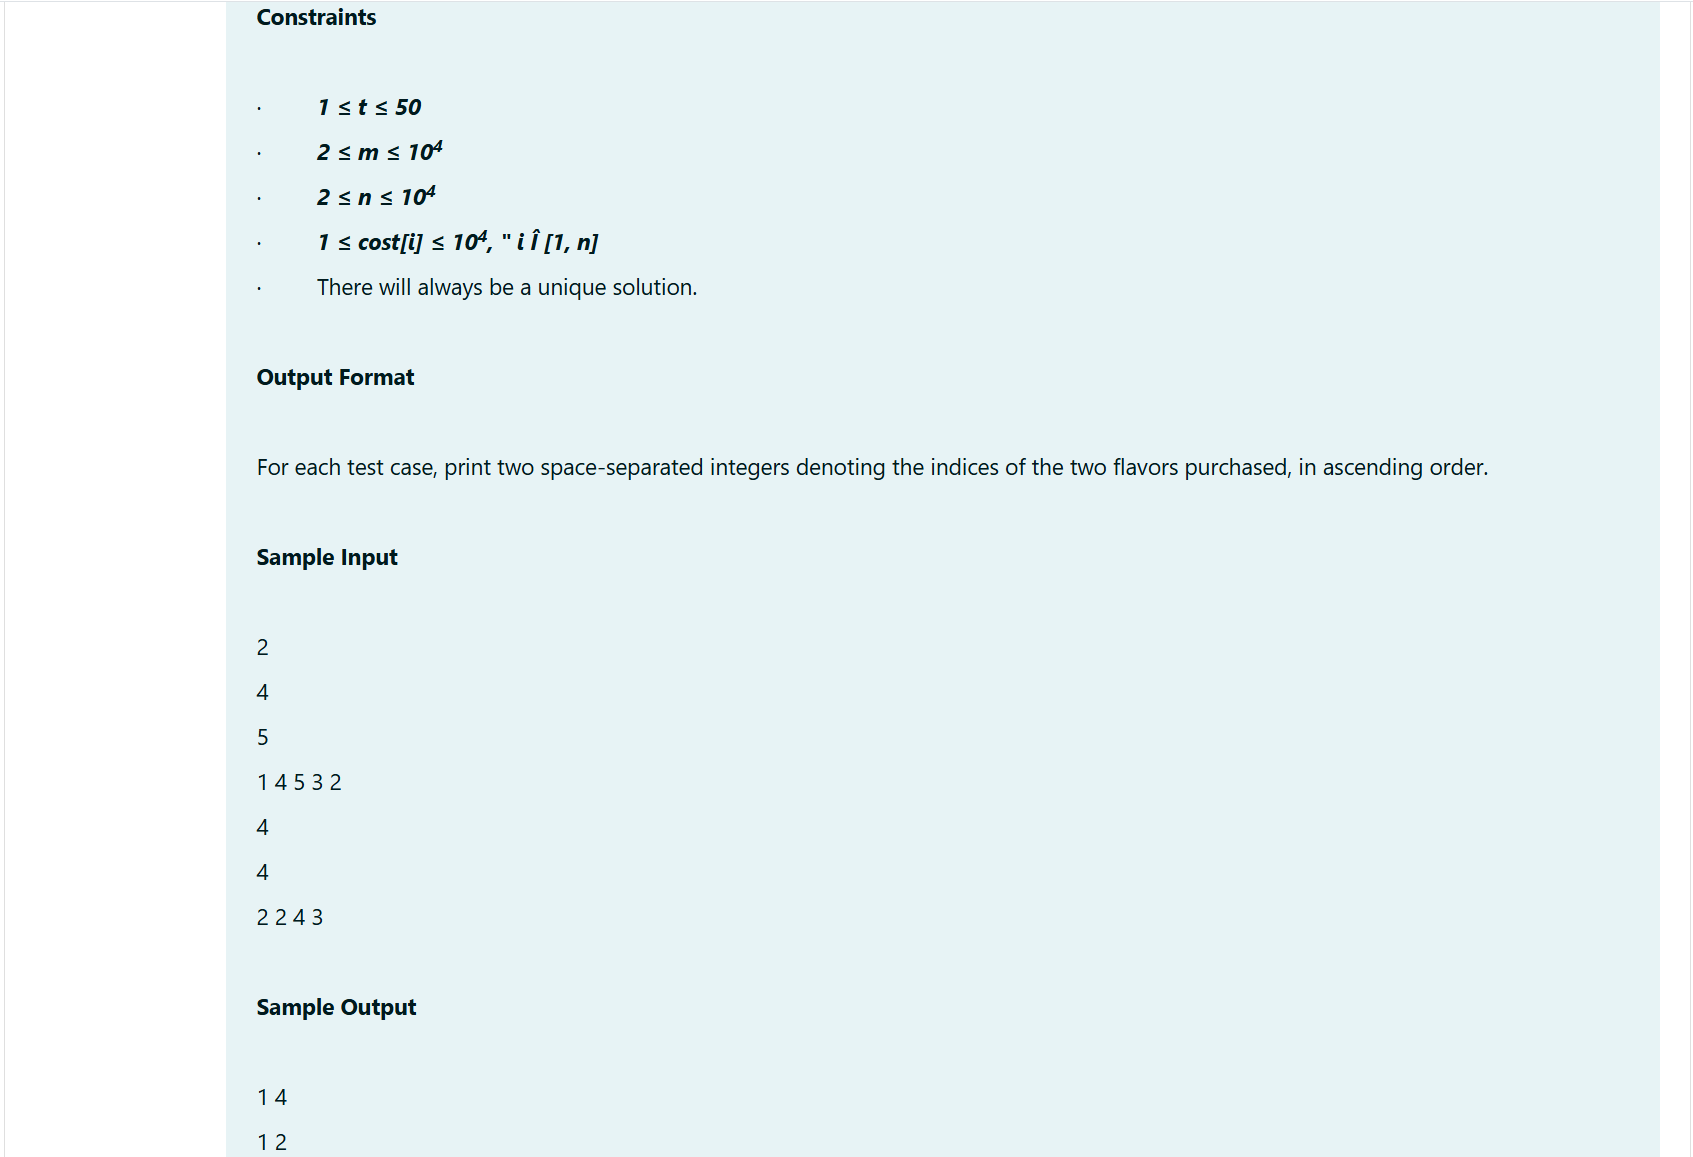 Constraints
· 1 ≤ t ≤ 50
· 2 ≤ m ≤ 10⁴
· 2 ≤ n ≤ 10⁴
· 1 ≤ cost[i] ≤ 10⁴, " i Î [1, n]
· There will always be a unique solution.
Output Format
For each test case, print two space-separated integers denoting the indices of the two flavors purchased, in ascending order.
Sample Input
2
4
5
1 4 5 3 2
4
4
2 2 4 3
Sample Output
1 4
1 2